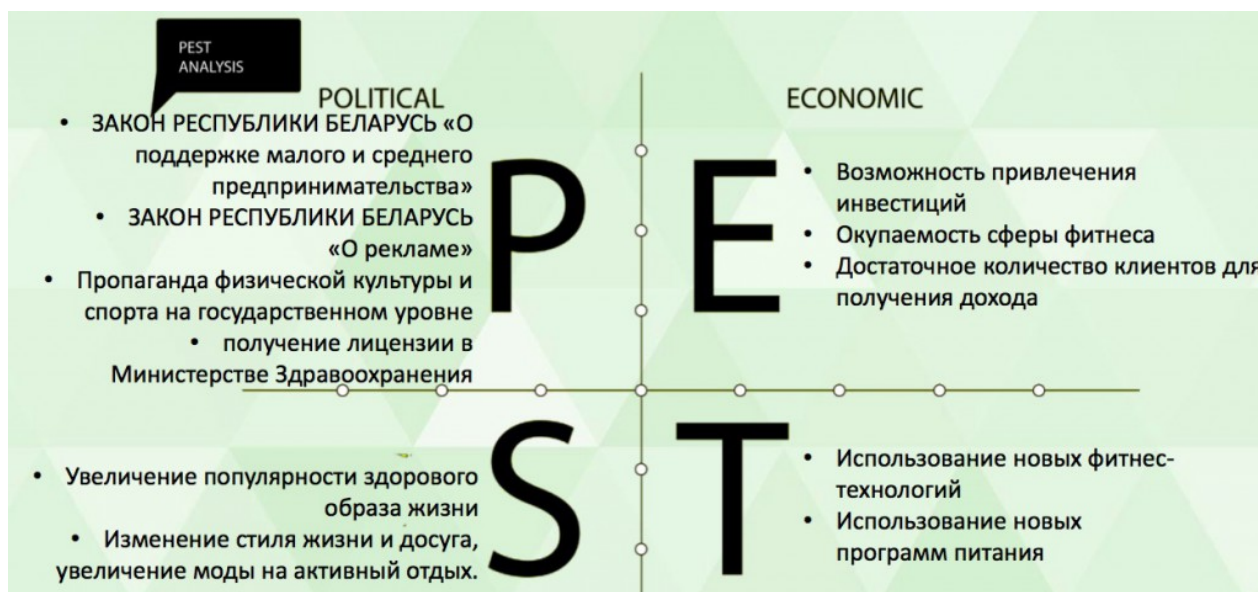 PEST
ANALYSIS
POLITICAL
• ЗАКОН РЕСПУБЛИКИ БЕЛАРУСЬ «О
поддержке малого и среднего
предпринимательства»
• ЗАКОН РЕСПУБЛИКИ БЕЛАРУСЬ
«О рекламе»
• Пропаганда физической культуры и
спорта на государственном уровне
• получение лицензии в
Министерстве Здравоохранения
P
ECONOMIC
E
• Возможность привлечения
инвестиций
• Окупаемость сферы фитнеса
• Достаточное количество клиентов для
получения дохода
• Увеличение популярности здорового
образа жизни
• Изменение стиля жизни и досуга,
увеличение моды на активный отдых.
S
T
• Использование новых фитнес-
технологий
• Использование новых
программ питания